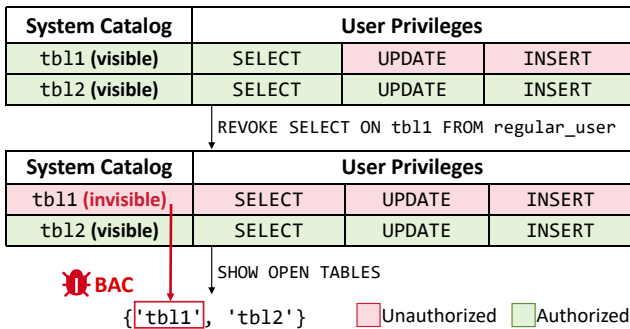 System Catalog User Privileges
tbl1 (visible) SELECT UPDATE INSERT
tbl2 (visible) SELECT UPDATE INSERT
REVOKE SELECT ON tbl1 FROM regular_user
System Catalog User Privileges
tbl1 (invisible) SELECT UPDATE INSERT
tbl2 (visible) SELECT UPDATE INSERT
SHOW OPEN TABLES
BAC
{'tbl1', 'tbl2'} Unauthorized Authorized